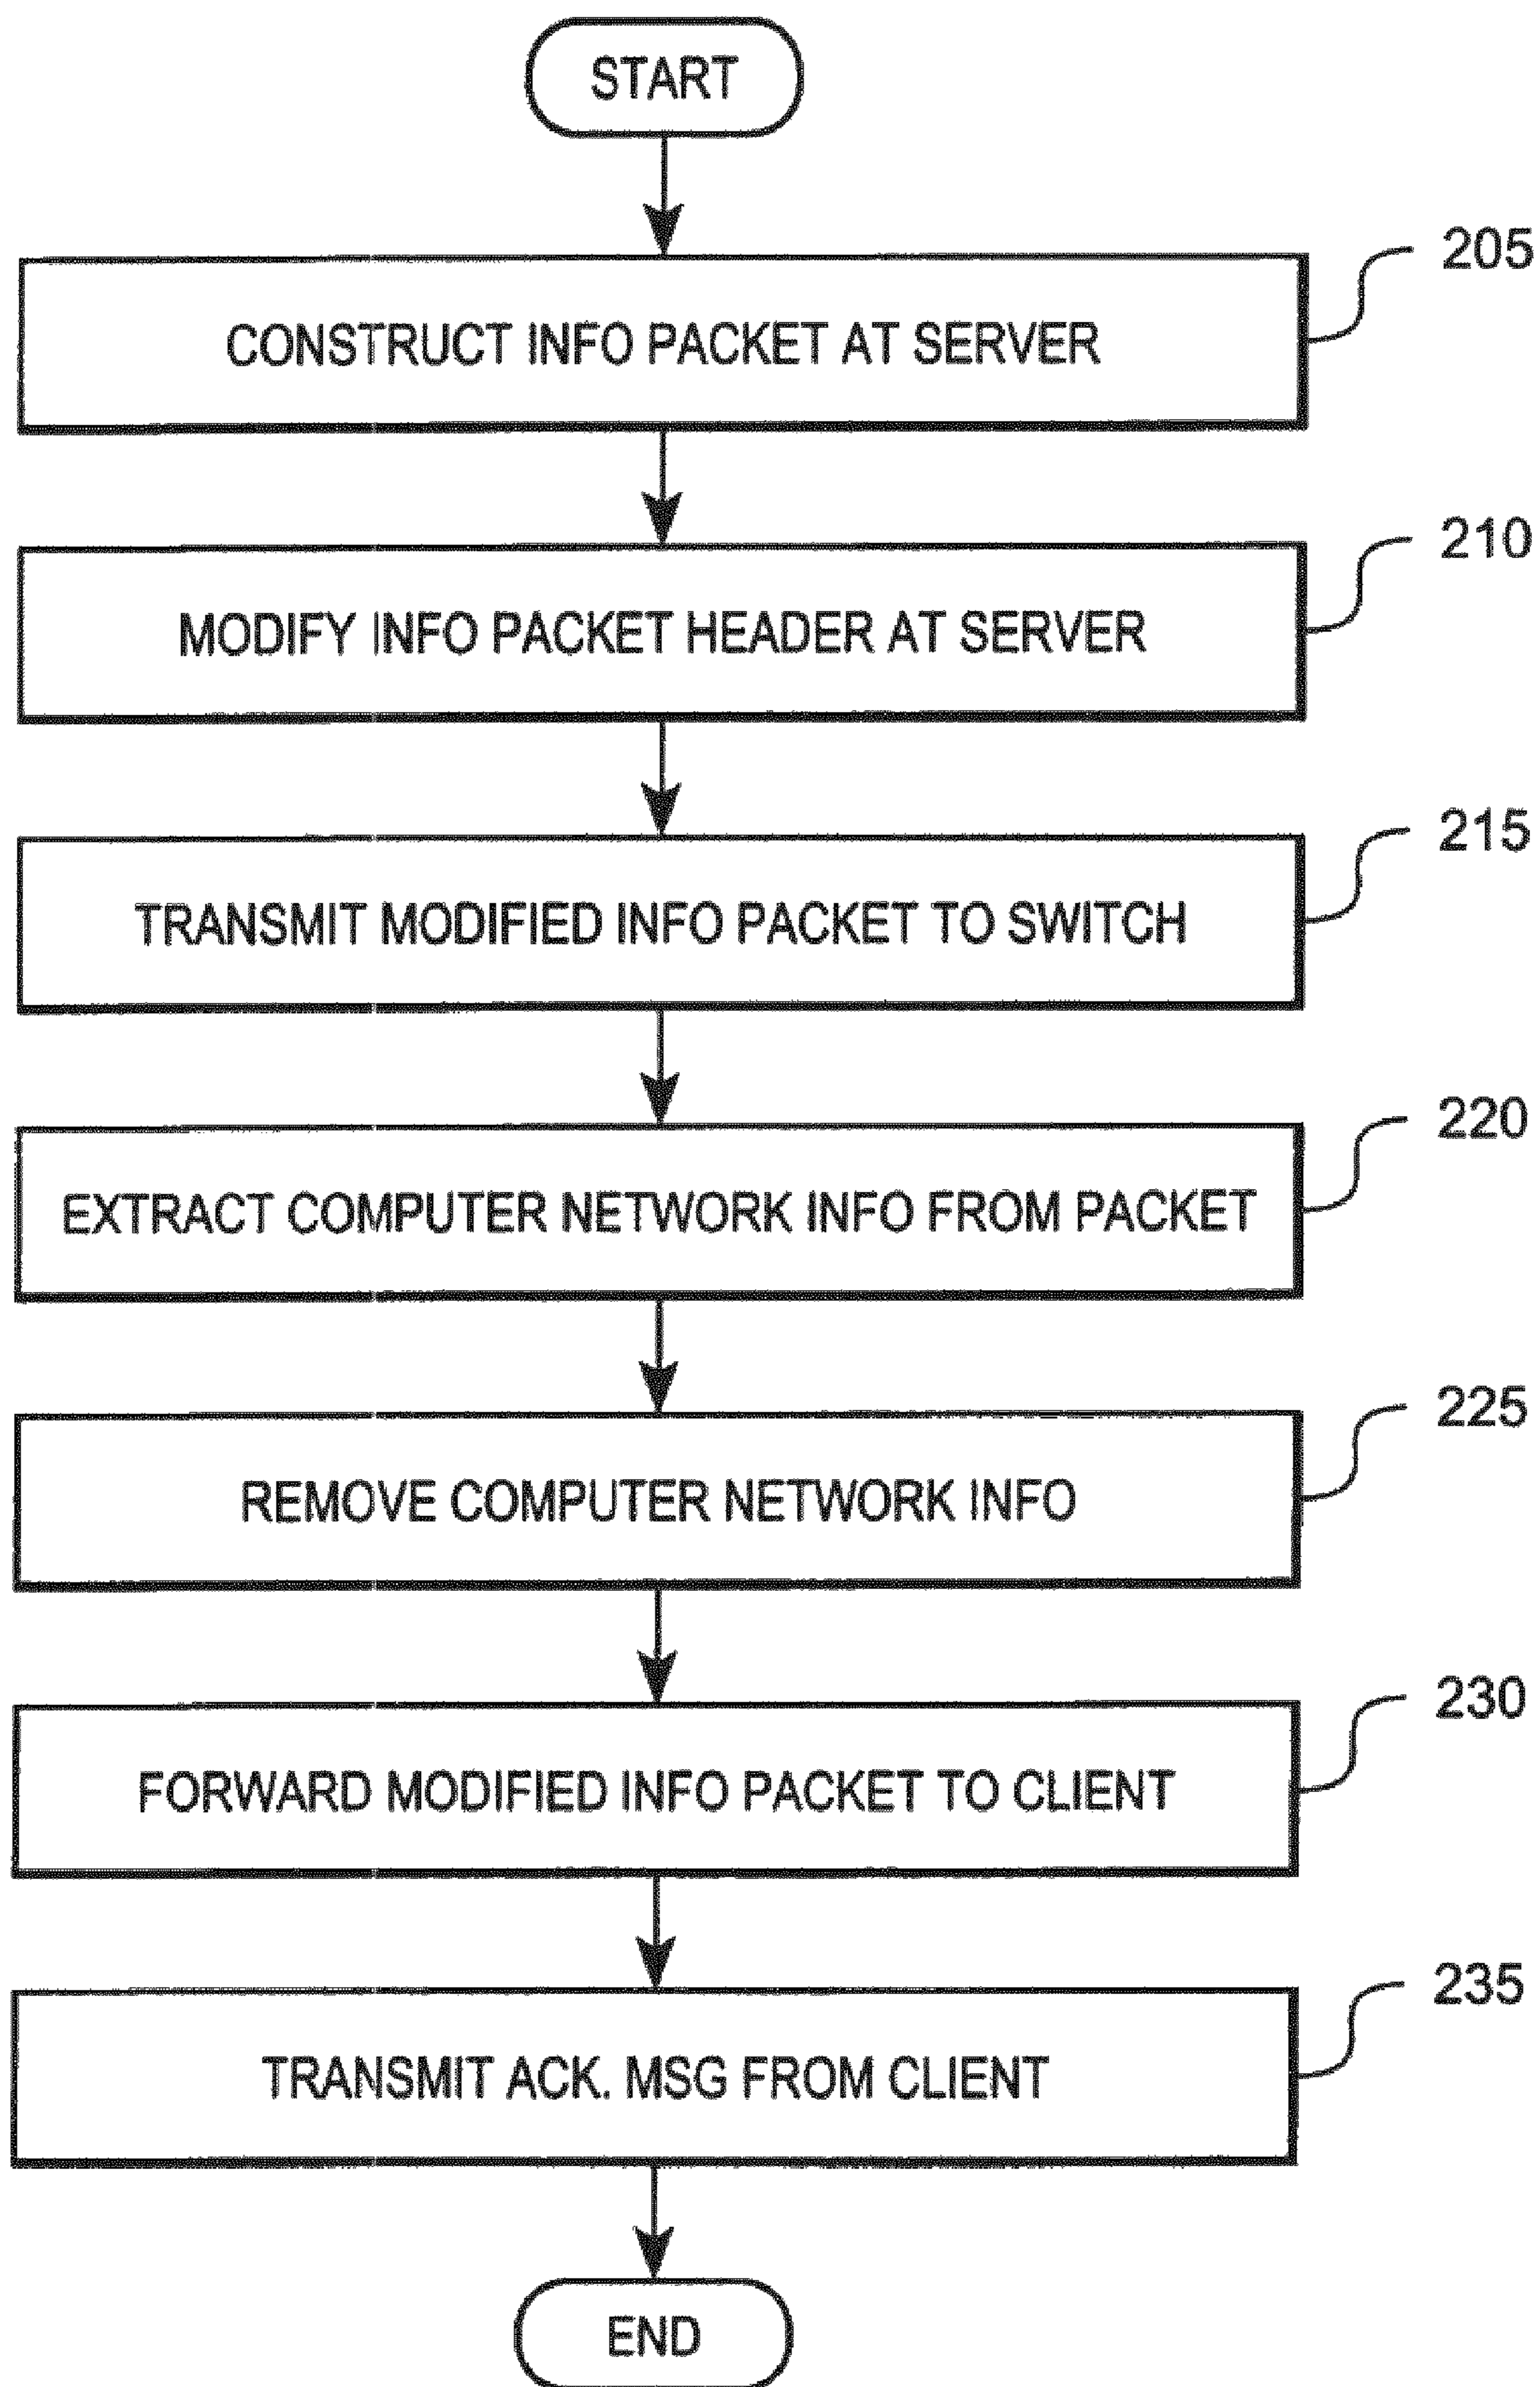 START
205
CONSTRUCT INFO PACKET AT SERVER
210
MODIFY INFO PACKET HEADER AT SERVER
215
TRANSMIT MODIFIED INFO PACKET TO SWITCH
220
EXTRACT COMPUTER NETWORK INFO FROM PACKET
225
REMOVE COMPUTER NETWORK INFO
230
FORWARD MODIFIED INFO PACKET TO CLIENT
235
TRANSMIT ACK. MSG FROM CLIENT
END